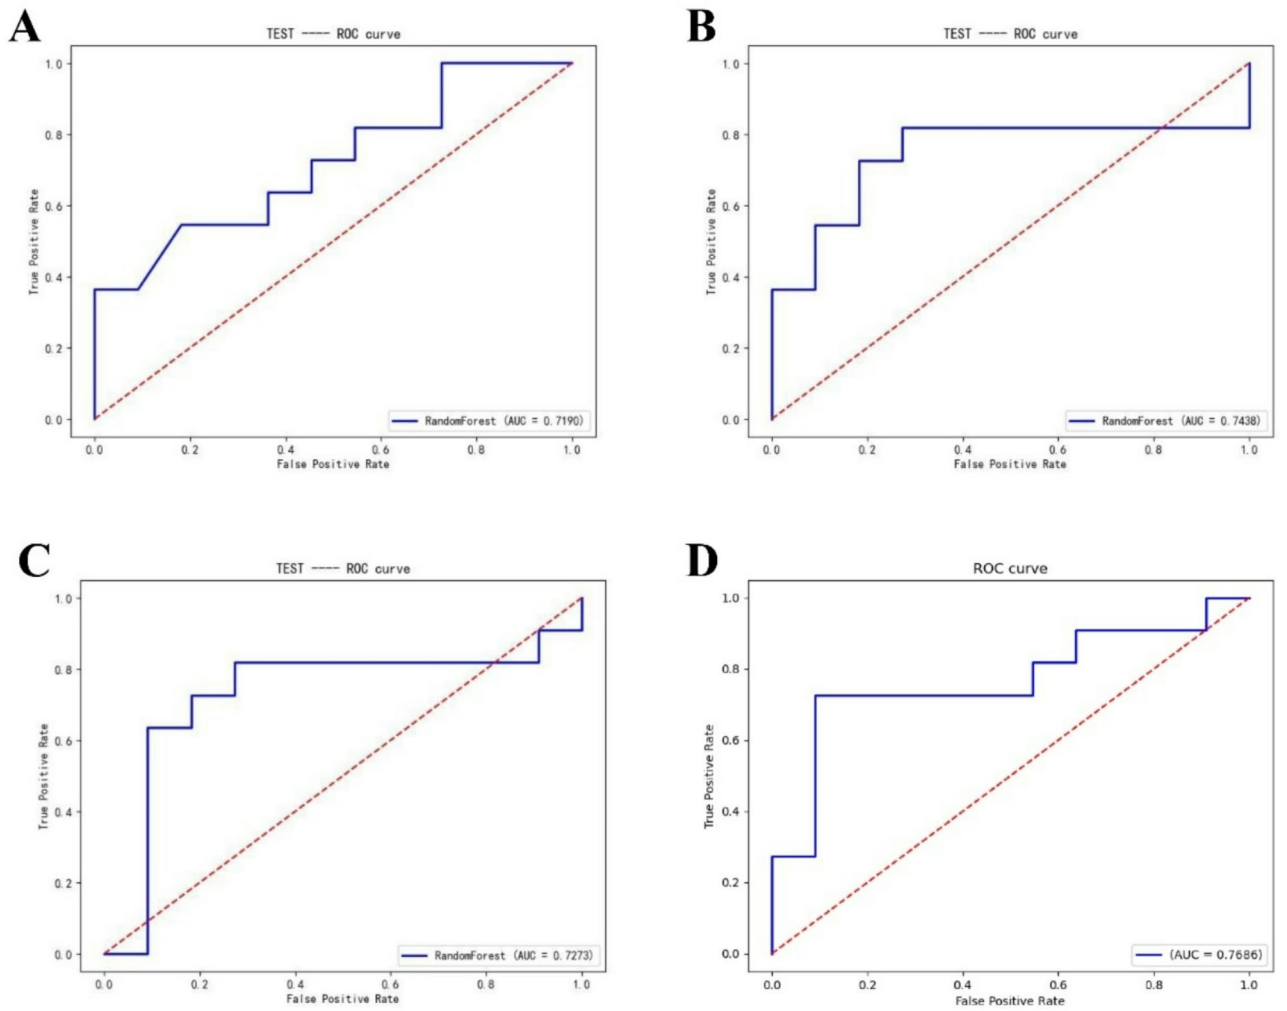 A
TEST ---- ROC curve
1.0
0.8
0.6
0.4
0.2
0.0
True Positive Rate
RandomForest (AUC = 0.7190)
0.0 0.2 0.4 0.6 0.8 1.0
False Positive Rate
B
TEST ---- ROC curve
1.0
0.8
0.6
0.4
0.2
0.0
True Positive Rate
RandomForest (AUC = 0.7438)
0.0 0.2 0.4 0.6 0.8 1.0
False Positive Rate
C
TEST ---- ROC curve
1.0
0.8
0.6
0.4
0.2
0.0
True Positive Rate
RandomForest (AUC = 0.7273)
0.0 0.2 0.4 0.6 0.8 1.0
False Positive Rate
D
ROC curve
1.0
0.8
0.6
0.4
0.2
0.0
True Positive Rate
(AUC = 0.7686)
0.0 0.2 0.4 0.6 0.8 1.0
False Positive Rate